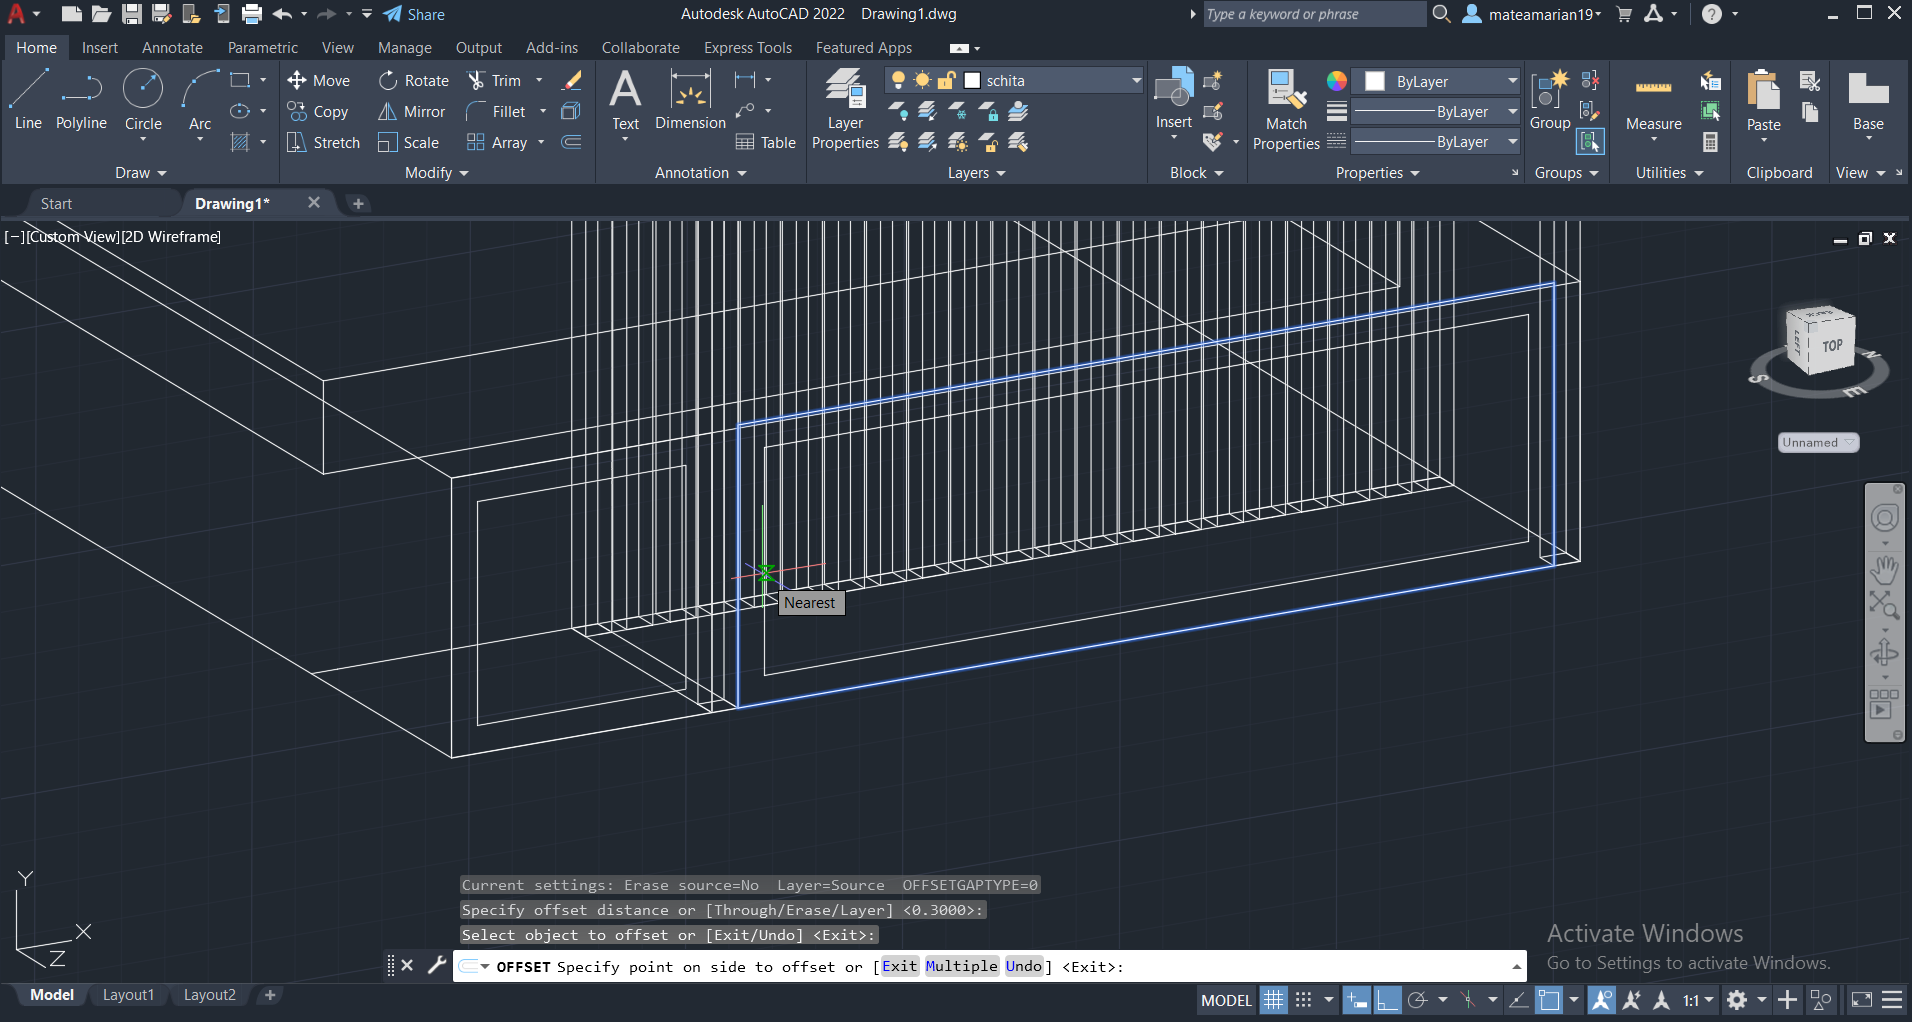 Share
Autodesk AutoCAD 2022 Drawing1.dwg
Type a keyword or phrase
mateamarian19
Home Insert Annotate Parametric View Manage Output Add-ins Collaborate Express Tools Featured Apps
Line Polyline Circle Arc
Draw
Move Rotate Trim
Copy Mirror Fillet
Stretch Scale Array
Modify
Text Dimension Table
Annotation
Layer Properties
schita
Layers
Insert
Block
Match Properties
ByLayer
ByLayer
ByLayer
Properties
Group
Groups
Measure
Utilities
Paste
Clipboard
Base
View
Start Drawing1*
[−][Custom View][2D Wireframe]
LEFT TOP
S E N
Unnamed
Nearest
Y
X
Z
Current settings: Erase source=No Layer=Source OFFSETGAPTYPE=0
Specify offset distance or [Through/Erase/Layer] <0.3000>:
Select object to offset or [Exit/Undo] <Exit>:
OFFSET Specify point on side to offset or [Exit Multiple Undo] <Exit>:
Activate Windows
Go to Settings to activate Windows.
Model Layout1 Layout2
MODEL 1:1